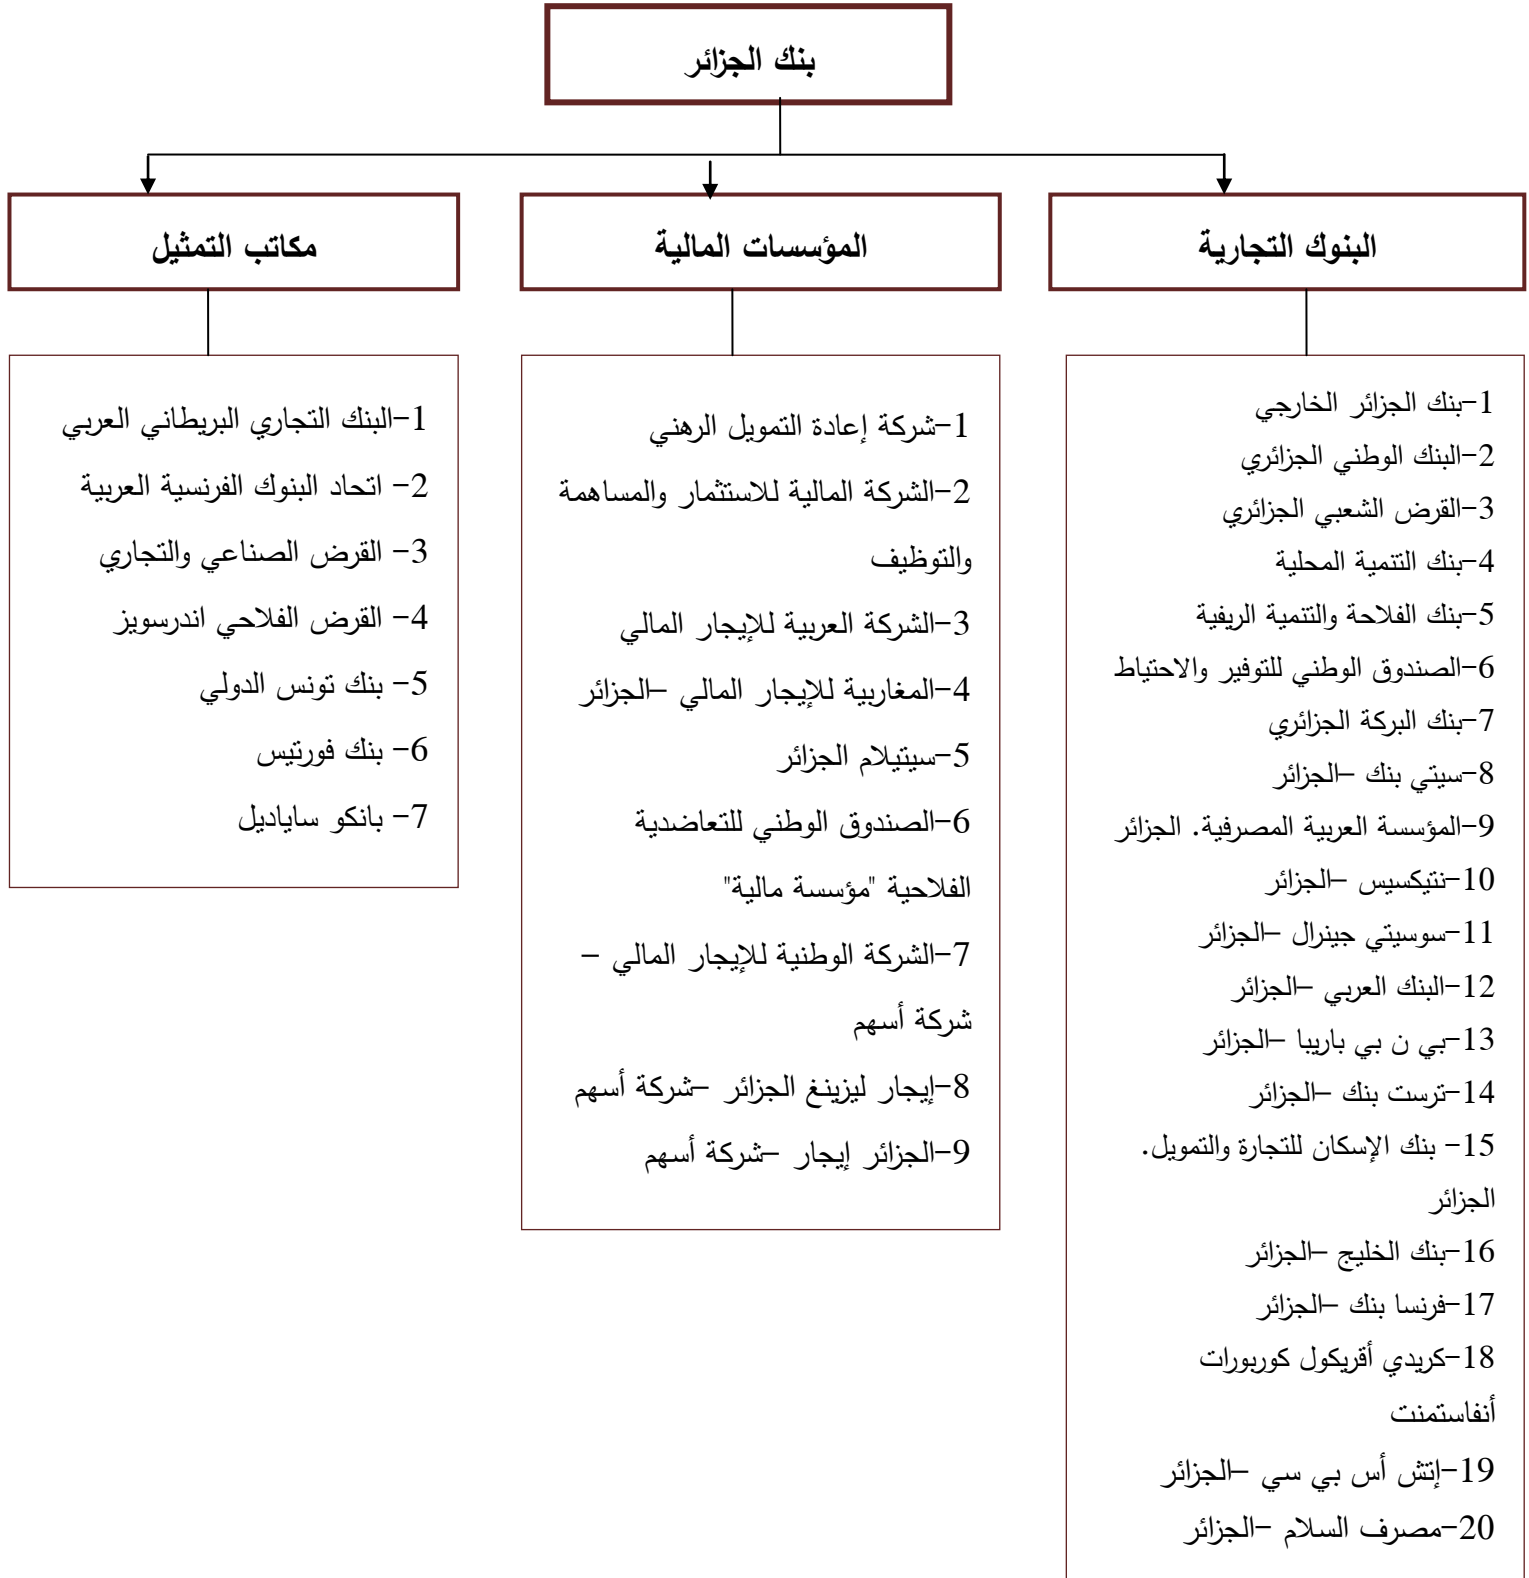 بنك الجزائر
البنوك التجارية
المؤسسات المالية
مكاتب التمثيل
1-بنك الجزائر الخارجي
2-البنك الوطني الجزائري
3-القرض الشعبي الجزائري
4-بنك التنمية المحلية
5-بنك الفلاحة والتنمية الريفية
6-الصندوق الوطني للتوفير والاحتياط
7-بنك البركة الجزائري
8-سيتي بنك –الجزائر
9-المؤسسة العربية المصرفية. الجزائر
10-نتيكسيس –الجزائر
11-سوسيتي جينرال –الجزائر
12-البنك العربي –الجزائر
13-بي ن بي باريبا –الجزائر
14-ترست بنك –الجزائر
15- بنك الإسكان للتجارة والتمويل.
الجزائر
16-بنك الخليج –الجزائر
17-فرنسا بنك –الجزائر
18-كريدي أقريكول كوربورات
أنفاستمنت
19-إتش أس بي سي –الجزائر
20-مصرف السلام –الجزائر
1-شركة إعادة التمويل الرهني
2-الشركة المالية للاستثمار والمساهمة
والتوظيف
3-الشركة العربية للإيجار المالي
4-المغاربية للإيجار المالي –الجزائر
5-سيتيلام الجزائر
6-الصندوق الوطني للتعاضدية
الفلاحية "مؤسسة مالية"
7-الشركة الوطنية للإيجار المالي –
شركة أسهم
8-إيجار ليزينغ الجزائر –شركة أسهم
9-الجزائر إيجار –شركة أسهم
1-البنك التجاري البريطاني العربي
2- اتحاد البنوك الفرنسية العربية
3- القرض الصناعي والتجاري
4- القرض الفلاحي اندرسويز
5- بنك تونس الدولي
6- بنك فورتيس
7- بانكو ساياديل